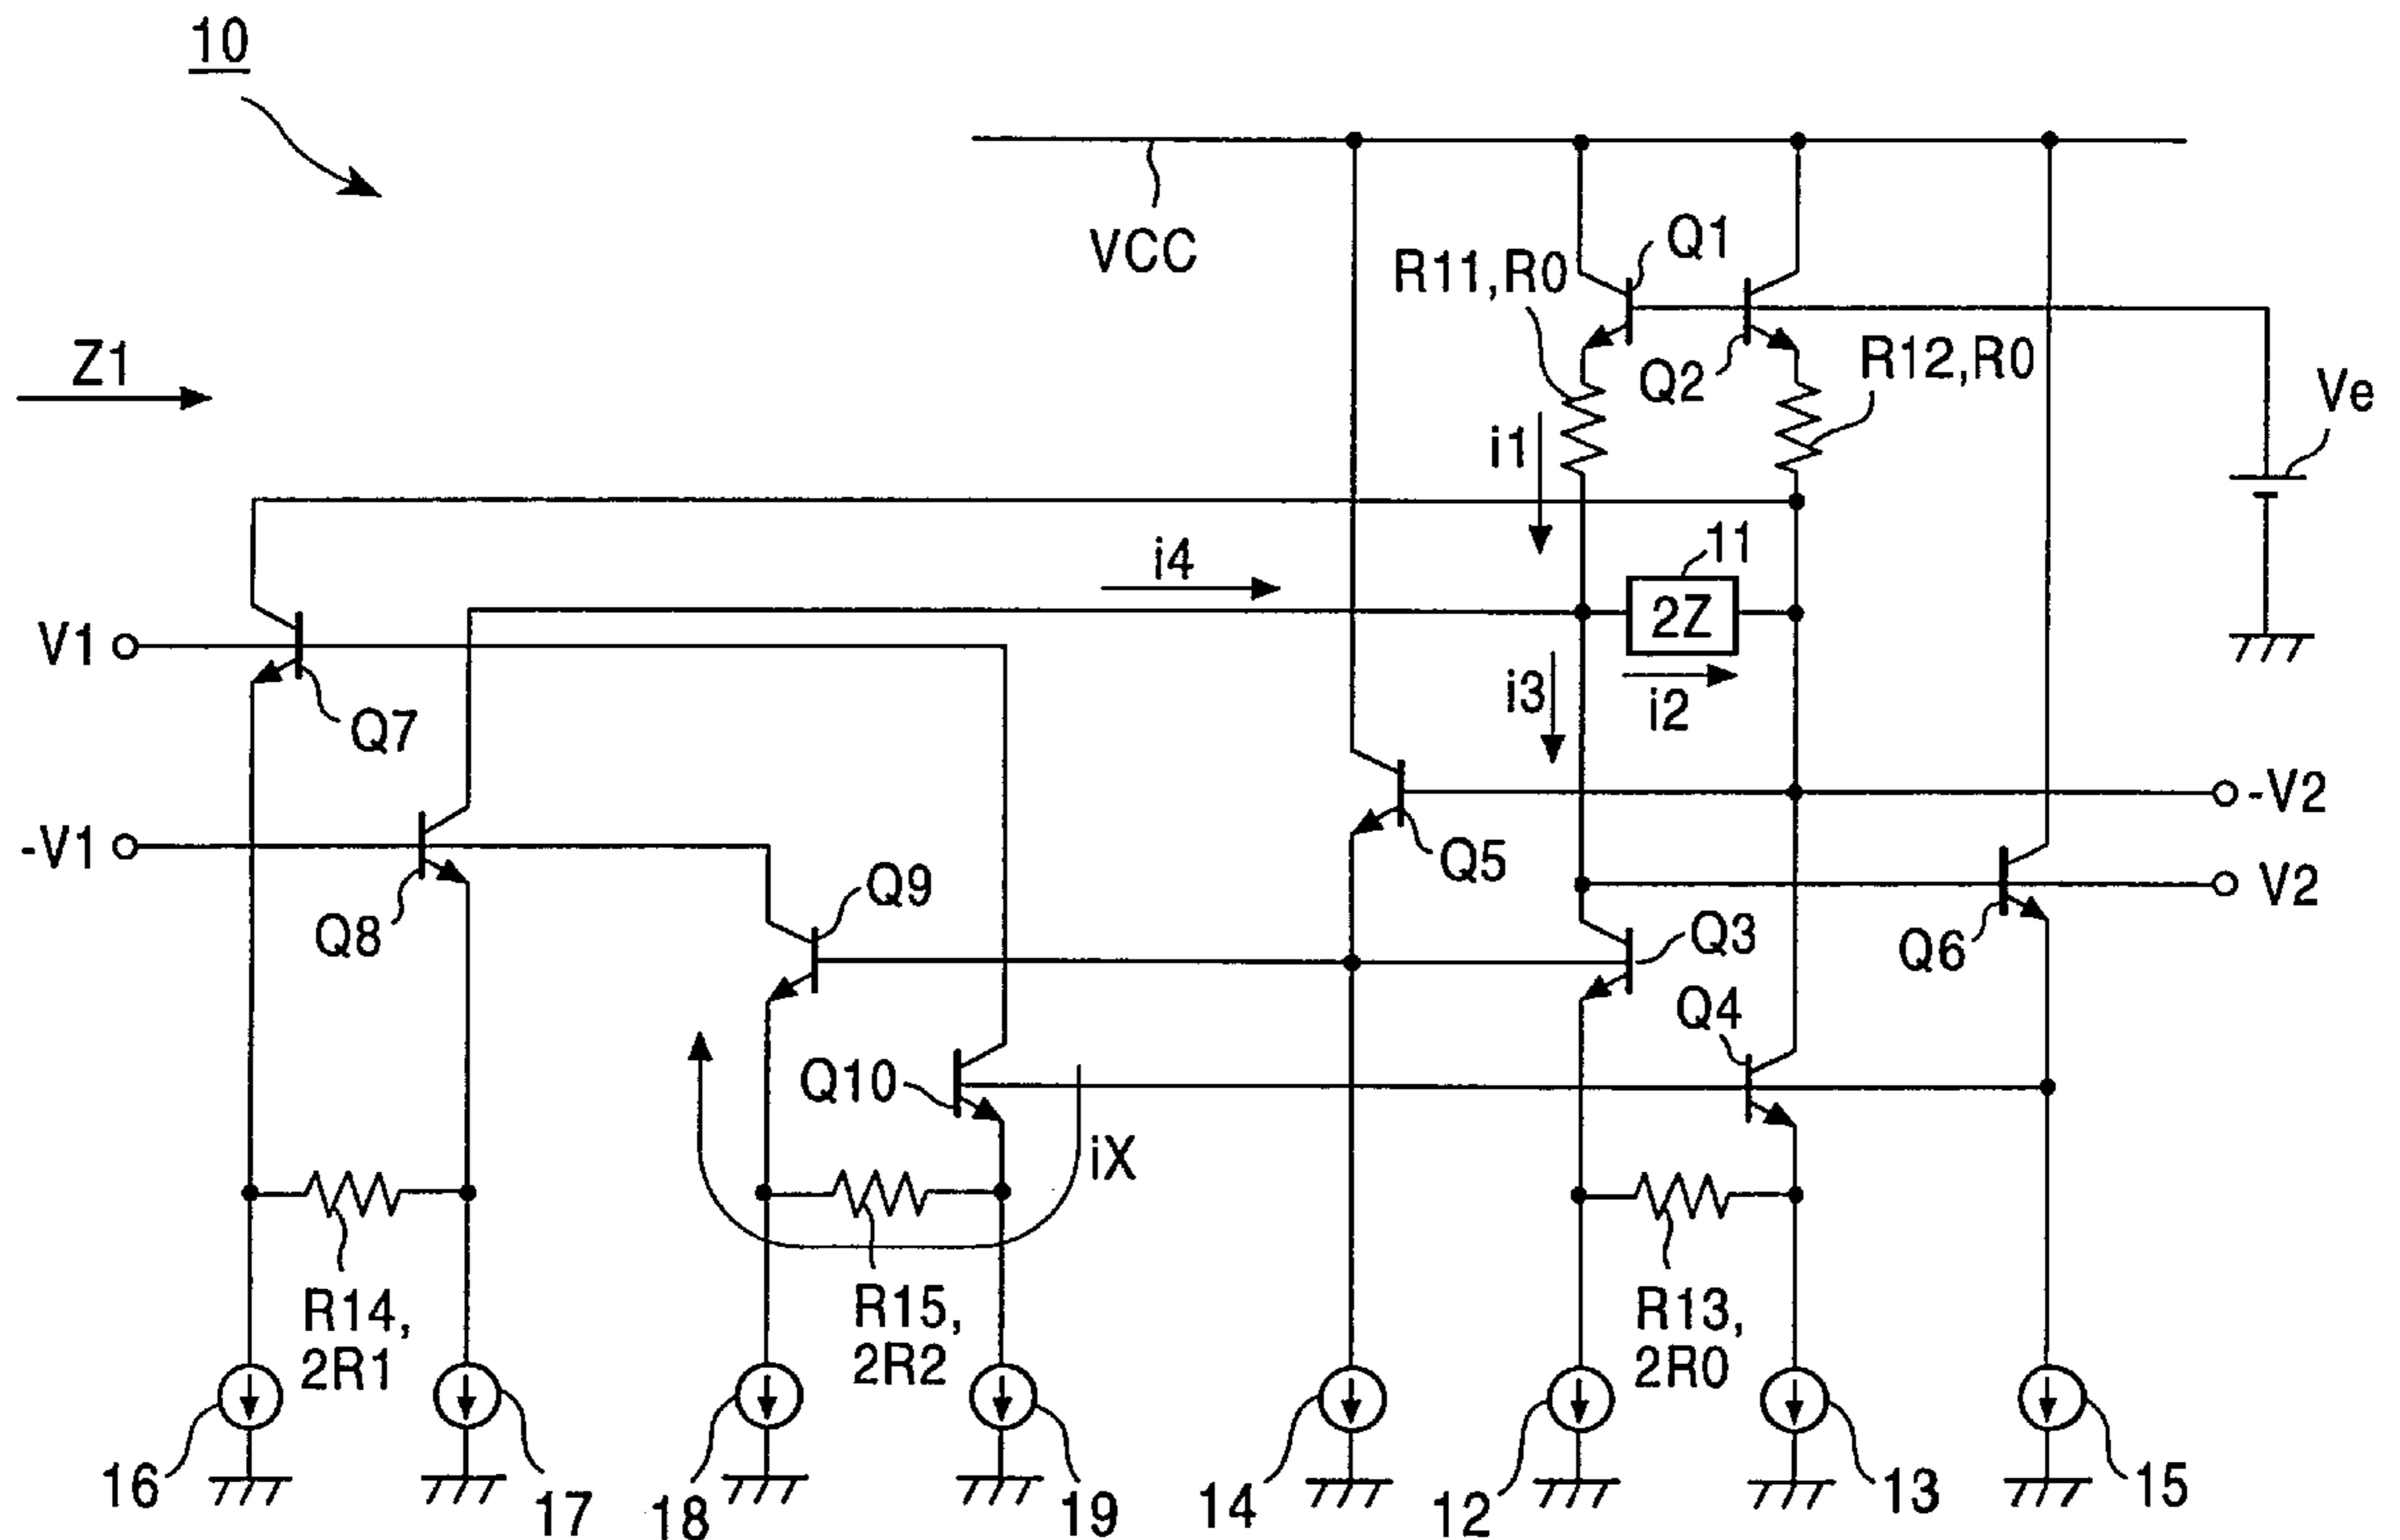 10
VCC
Q1
R11,R0
Q2
R12,R0
Z1
Ve
i1
11
i4
2Z
V1
i3
i2
Q7
-V2
-V1
Q5
V2
Q9
Q8
Q3
Q6
Q4
Q10
iX
R14,
2R1
R15,
2R2
R13,
2R0
16
17
18
19
14
12
13
15